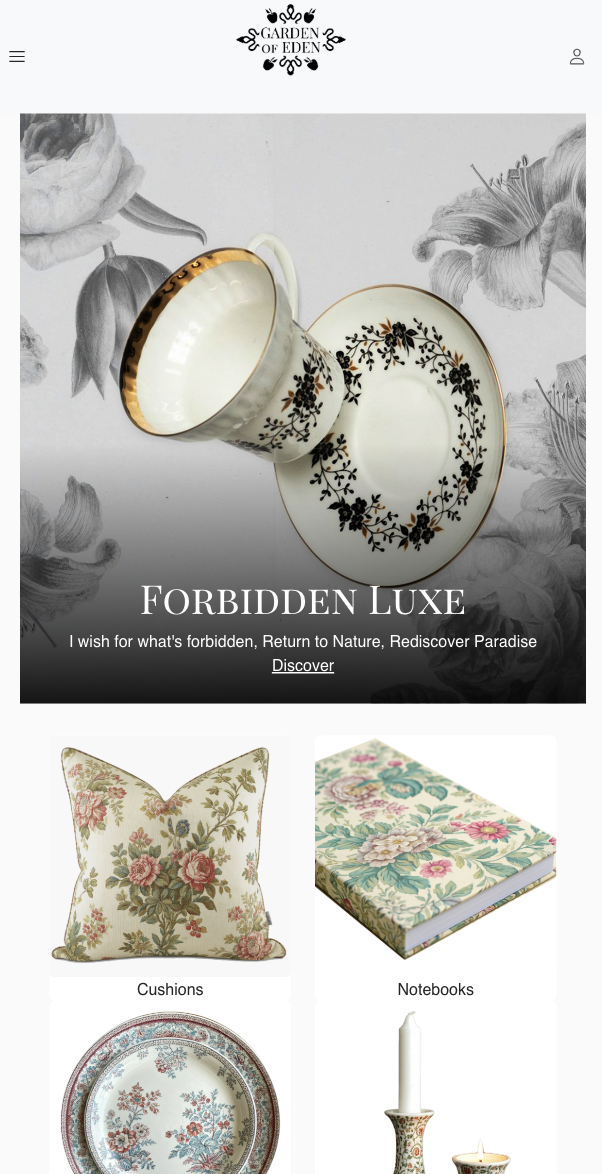 GARDEN
OF EDEN
Forbidden Luxe
I wish for what's forbidden, Return to Nature, Rediscover Paradise
Discover
Cushions
Notebooks